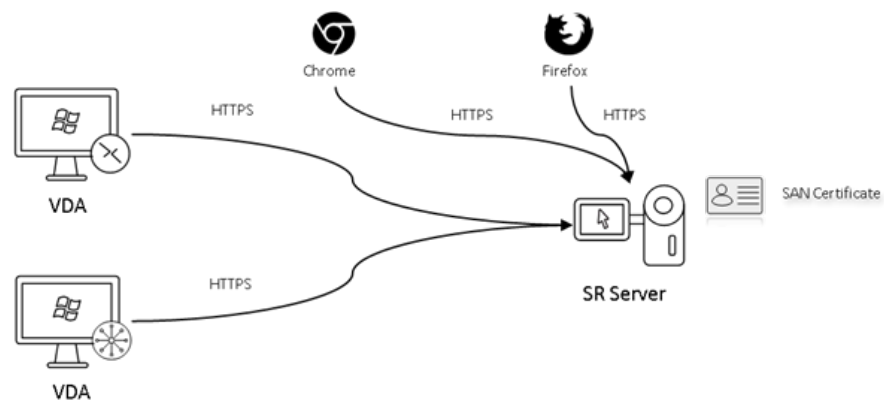 Chrome
Firefox
HTTPS
HTTPS
HTTPS
VDA
SAN Certificate
HTTPS
SR Server
VDA